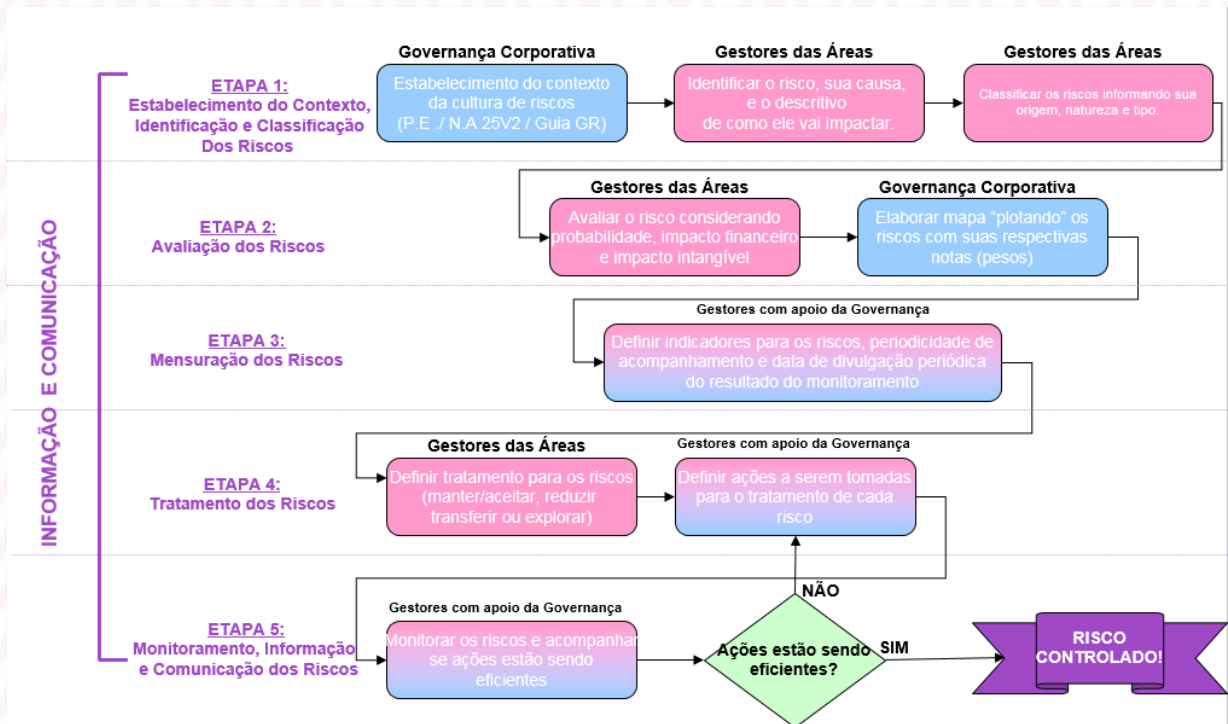 INFORMAÇÃO E COMUNICAÇÃO
ETAPA 1:
Estabelecimento do Contexto,
Identificação e Classificação
Dos Riscos
Governança Corporativa
Estabelecimento do contexto
da cultura de riscos
(P.E ./ N.A 25V2 / Guia GR)
Gestores das Áreas
Identificar o risco, sua causa,
e o descritivo
de como ele vai impactar.
Gestores das Áreas
Classificar os riscos informando sua
origem, natureza e tipo.
ETAPA 2:
Avaliação dos Riscos
Gestores das Áreas
Avaliar o risco considerando
probabilidade, impacto financeiro
e impacto intangível
Governança Corporativa
Elaborar mapa “plotando” os
riscos com suas respectivas
notas (pesos)
ETAPA 3:
Mensuração dos Riscos
Gestores com apoio da Governança
Definir indicadores para os riscos, periodicidade de
acompanhamento e data de divulgação periódica
do resultado do monitoramento
ETAPA 4:
Tratamento dos Riscos
Gestores das Áreas
Definir tratamento para os riscos
(manter/aceitar, reduzir
transferir ou explorar)
Gestores com apoio da Governança
Definir ações a serem tomadas
para o tratamento de cada
risco
ETAPA 5:
Monitoramento, Informação
e Comunicação dos Riscos
Gestores com apoio da Governança
Monitorar os riscos e acompanhar
se ações estão sendo
eficientes
NÃO
Ações estão sendo
eficientes?
SIM
RISCO
CONTROLADO!